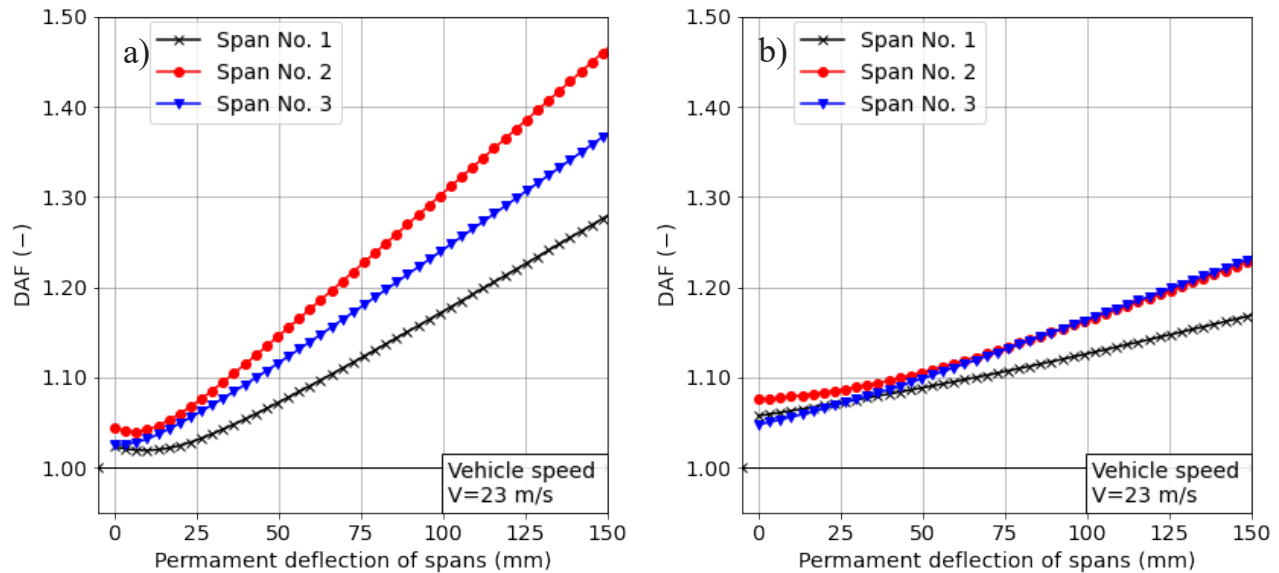 a)
Span No. 1
Span No. 2
Span No. 3
1.50
1.40
1.30
1.20
1.10
1.00
DAF (−)
Vehicle speed
V=23 m/s
0 25 50 75 100 125 150
Permament deflection of spans (mm)
b)
Span No. 1
Span No. 2
Span No. 3
1.50
1.40
1.30
1.20
1.10
1.00
DAF (−)
Vehicle speed
V=23 m/s
0 25 50 75 100 125 150
Permament deflection of spans (mm)